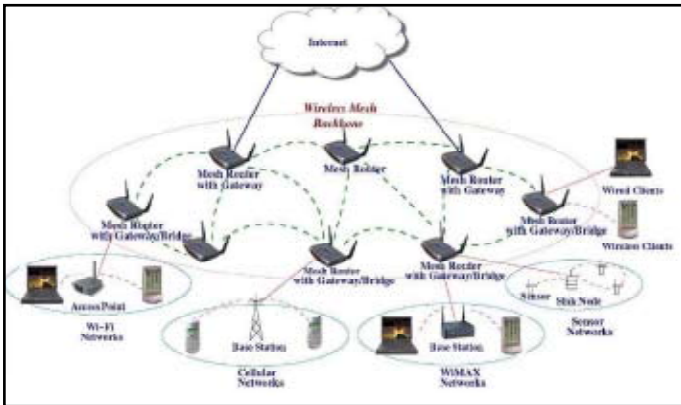 Internet
Wireless Mesh
Backbone
Mesh Router
with Gateway
Mesh Router
Mesh Router
with Gateway
Wired Clients
Mesh Router
with Gateway/Bridge
Mesh Router
with Gateway/Bridge
Wireless Clients
Mesh Router
with Gateway/Bridge
Mesh Router
with Gateway/Bridge
Access Point
Wi-Fi
Networks
Base Station
Cellular
Networks
Base Station
WiMAX
Networks
Sensor
Sink Node
Sensor
Networks